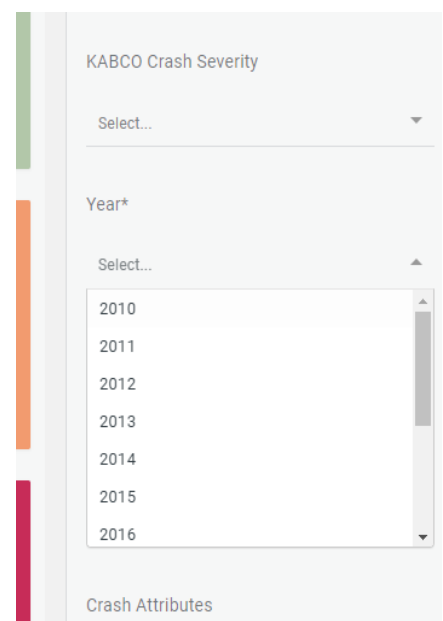 KABCO Crash Severity
Select...
Year*
Select...
2010
2011
2012
2013
2014
2015
2016
Crash Attributes